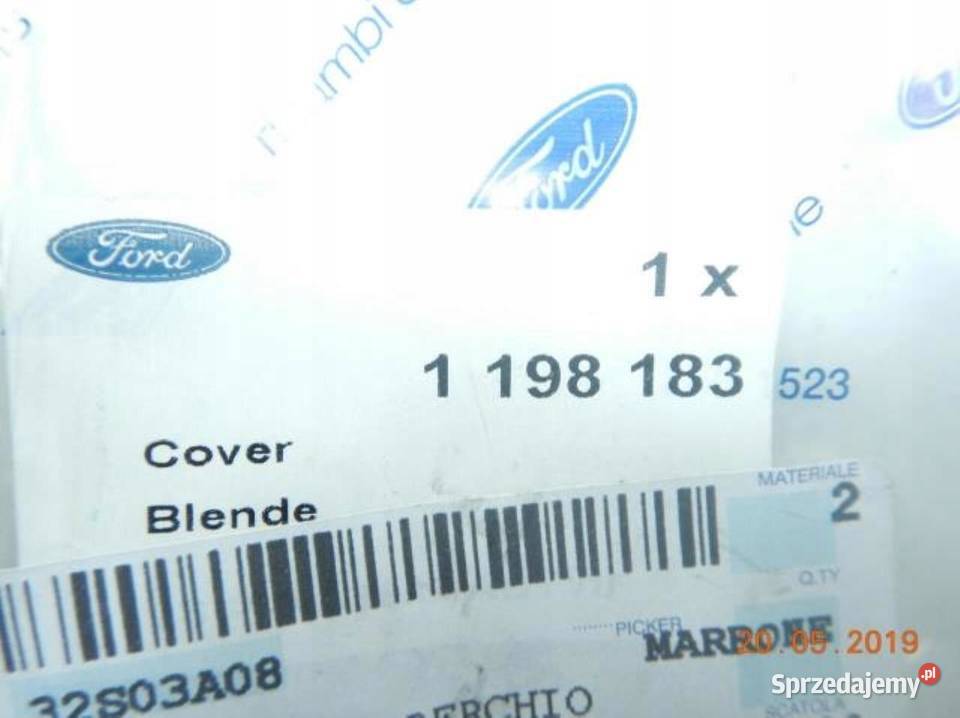 Ford
Ford
1 x
1 198 183
523
Cover
Blende
MATERIALE
2
Q.TY
PICKER
MARRONE
20.05.2019
32S03A08
SCATOLA
Sprzedajemy.pl